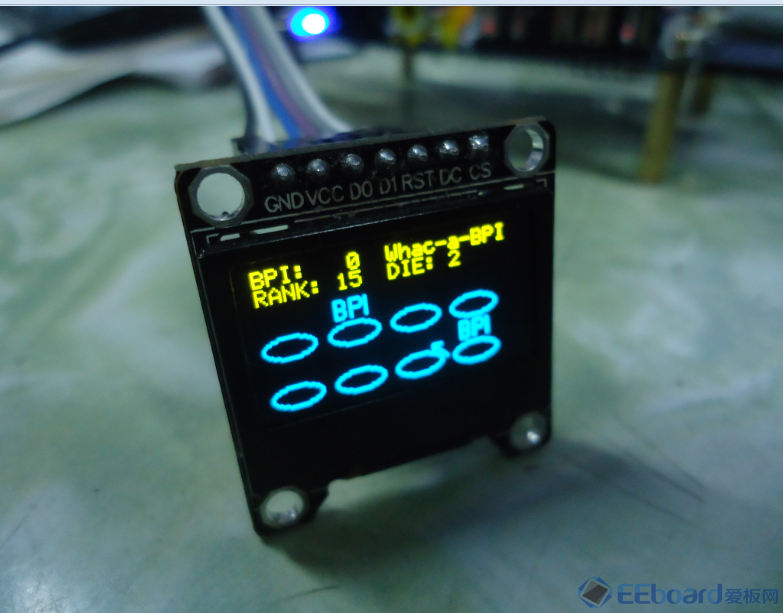 GND VCC D0 D1 RST DC CS
BPI: 0 Whac-a-BPI
RANK: 15 DIE: 2
BPI
BPI
EEboard爱板网